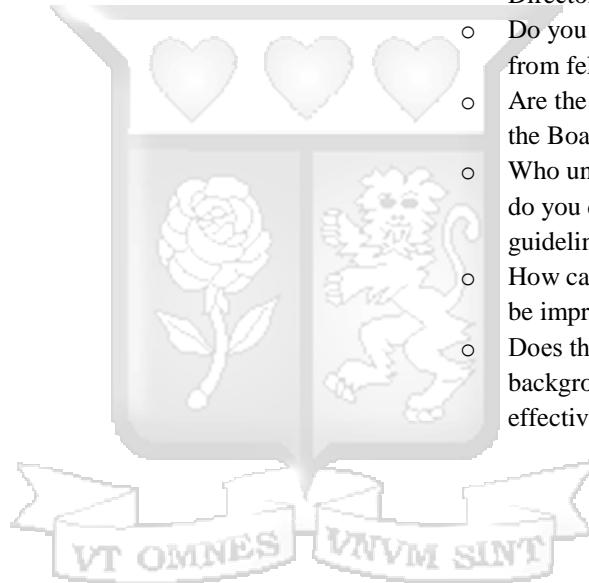 ○ Do you
from fel
○ Are the
the Boa
○ Who un
do you
guidelin
○ How ca
be impr
○ Does th
backgro
effectiv
VT OMNES VNVM SINT